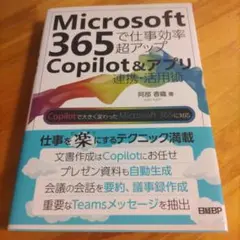 Microsoft
365で仕事効率
超アップ
Copilot&アプリ
連携・活用術
阿部 香織 著
Copilotで大きく変わったMicrosoft 365に対応
仕事を楽にするテクニック満載
文書作成はCopilotにお任せ
プレゼン資料も自動生成
会議の会話を要約、議事録作成
重要なTeamsメッセージを抽出
日経BP